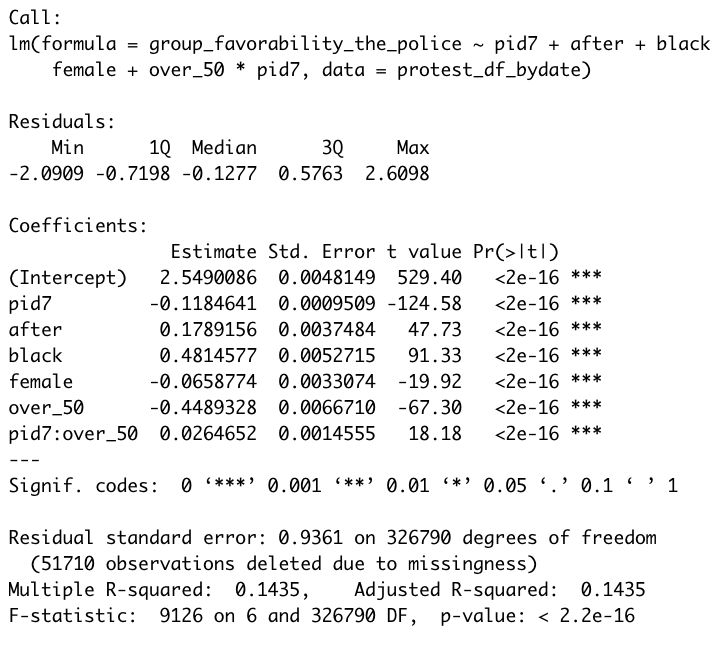 Call:
lm(formula = group_favorability_the_police ~ pid7 + after + black
    female + over_50 * pid7, data = protest_df_bydate)

Residuals:
    Min      1Q  Median      3Q     Max
-2.0909 -0.7198 -0.1277  0.5763  2.6098

Coefficients:
               Estimate Std. Error t value Pr(>|t|)
(Intercept)   2.5490086  0.0048149  529.40   <2e-16 ***
pid7         -0.1184641  0.0009509 -124.58   <2e-16 ***
after         0.1789156  0.0037484   47.73   <2e-16 ***
black         0.4814577  0.0052715   91.33   <2e-16 ***
female       -0.0658774  0.0033074  -19.92   <2e-16 ***
over_50      -0.4489328  0.0066710  -67.30   <2e-16 ***
pid7:over_50  0.0264652  0.0014555   18.18   <2e-16 ***
---
Signif. codes:  0 ‘***’ 0.001 ‘**’ 0.01 ‘*’ 0.05 ‘.’ 0.1 ‘ ’ 1

Residual standard error: 0.9361 on 326790 degrees of freedom
  (51710 observations deleted due to missingness)
Multiple R-squared:  0.1435,    Adjusted R-squared:  0.1435
F-statistic:  9126 on 6 and 326790 DF,  p-value: < 2.2e-16